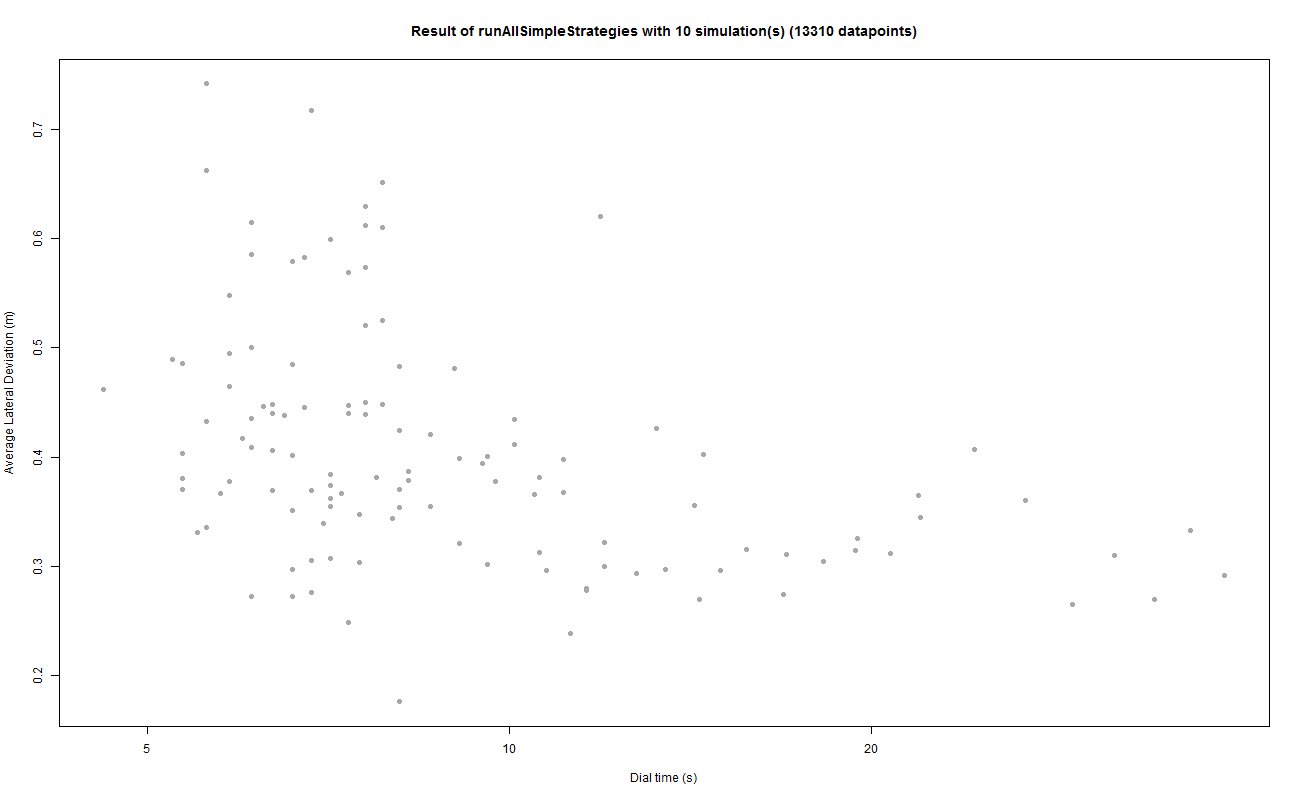 Result of runAllSimpleStrategies with 10 simulation(s) (13310 datapoints)
Average Lateral Deviation (m)
0.7
0.6
0.5
0.4
0.3
0.2
5 10 20
Dial time (s)